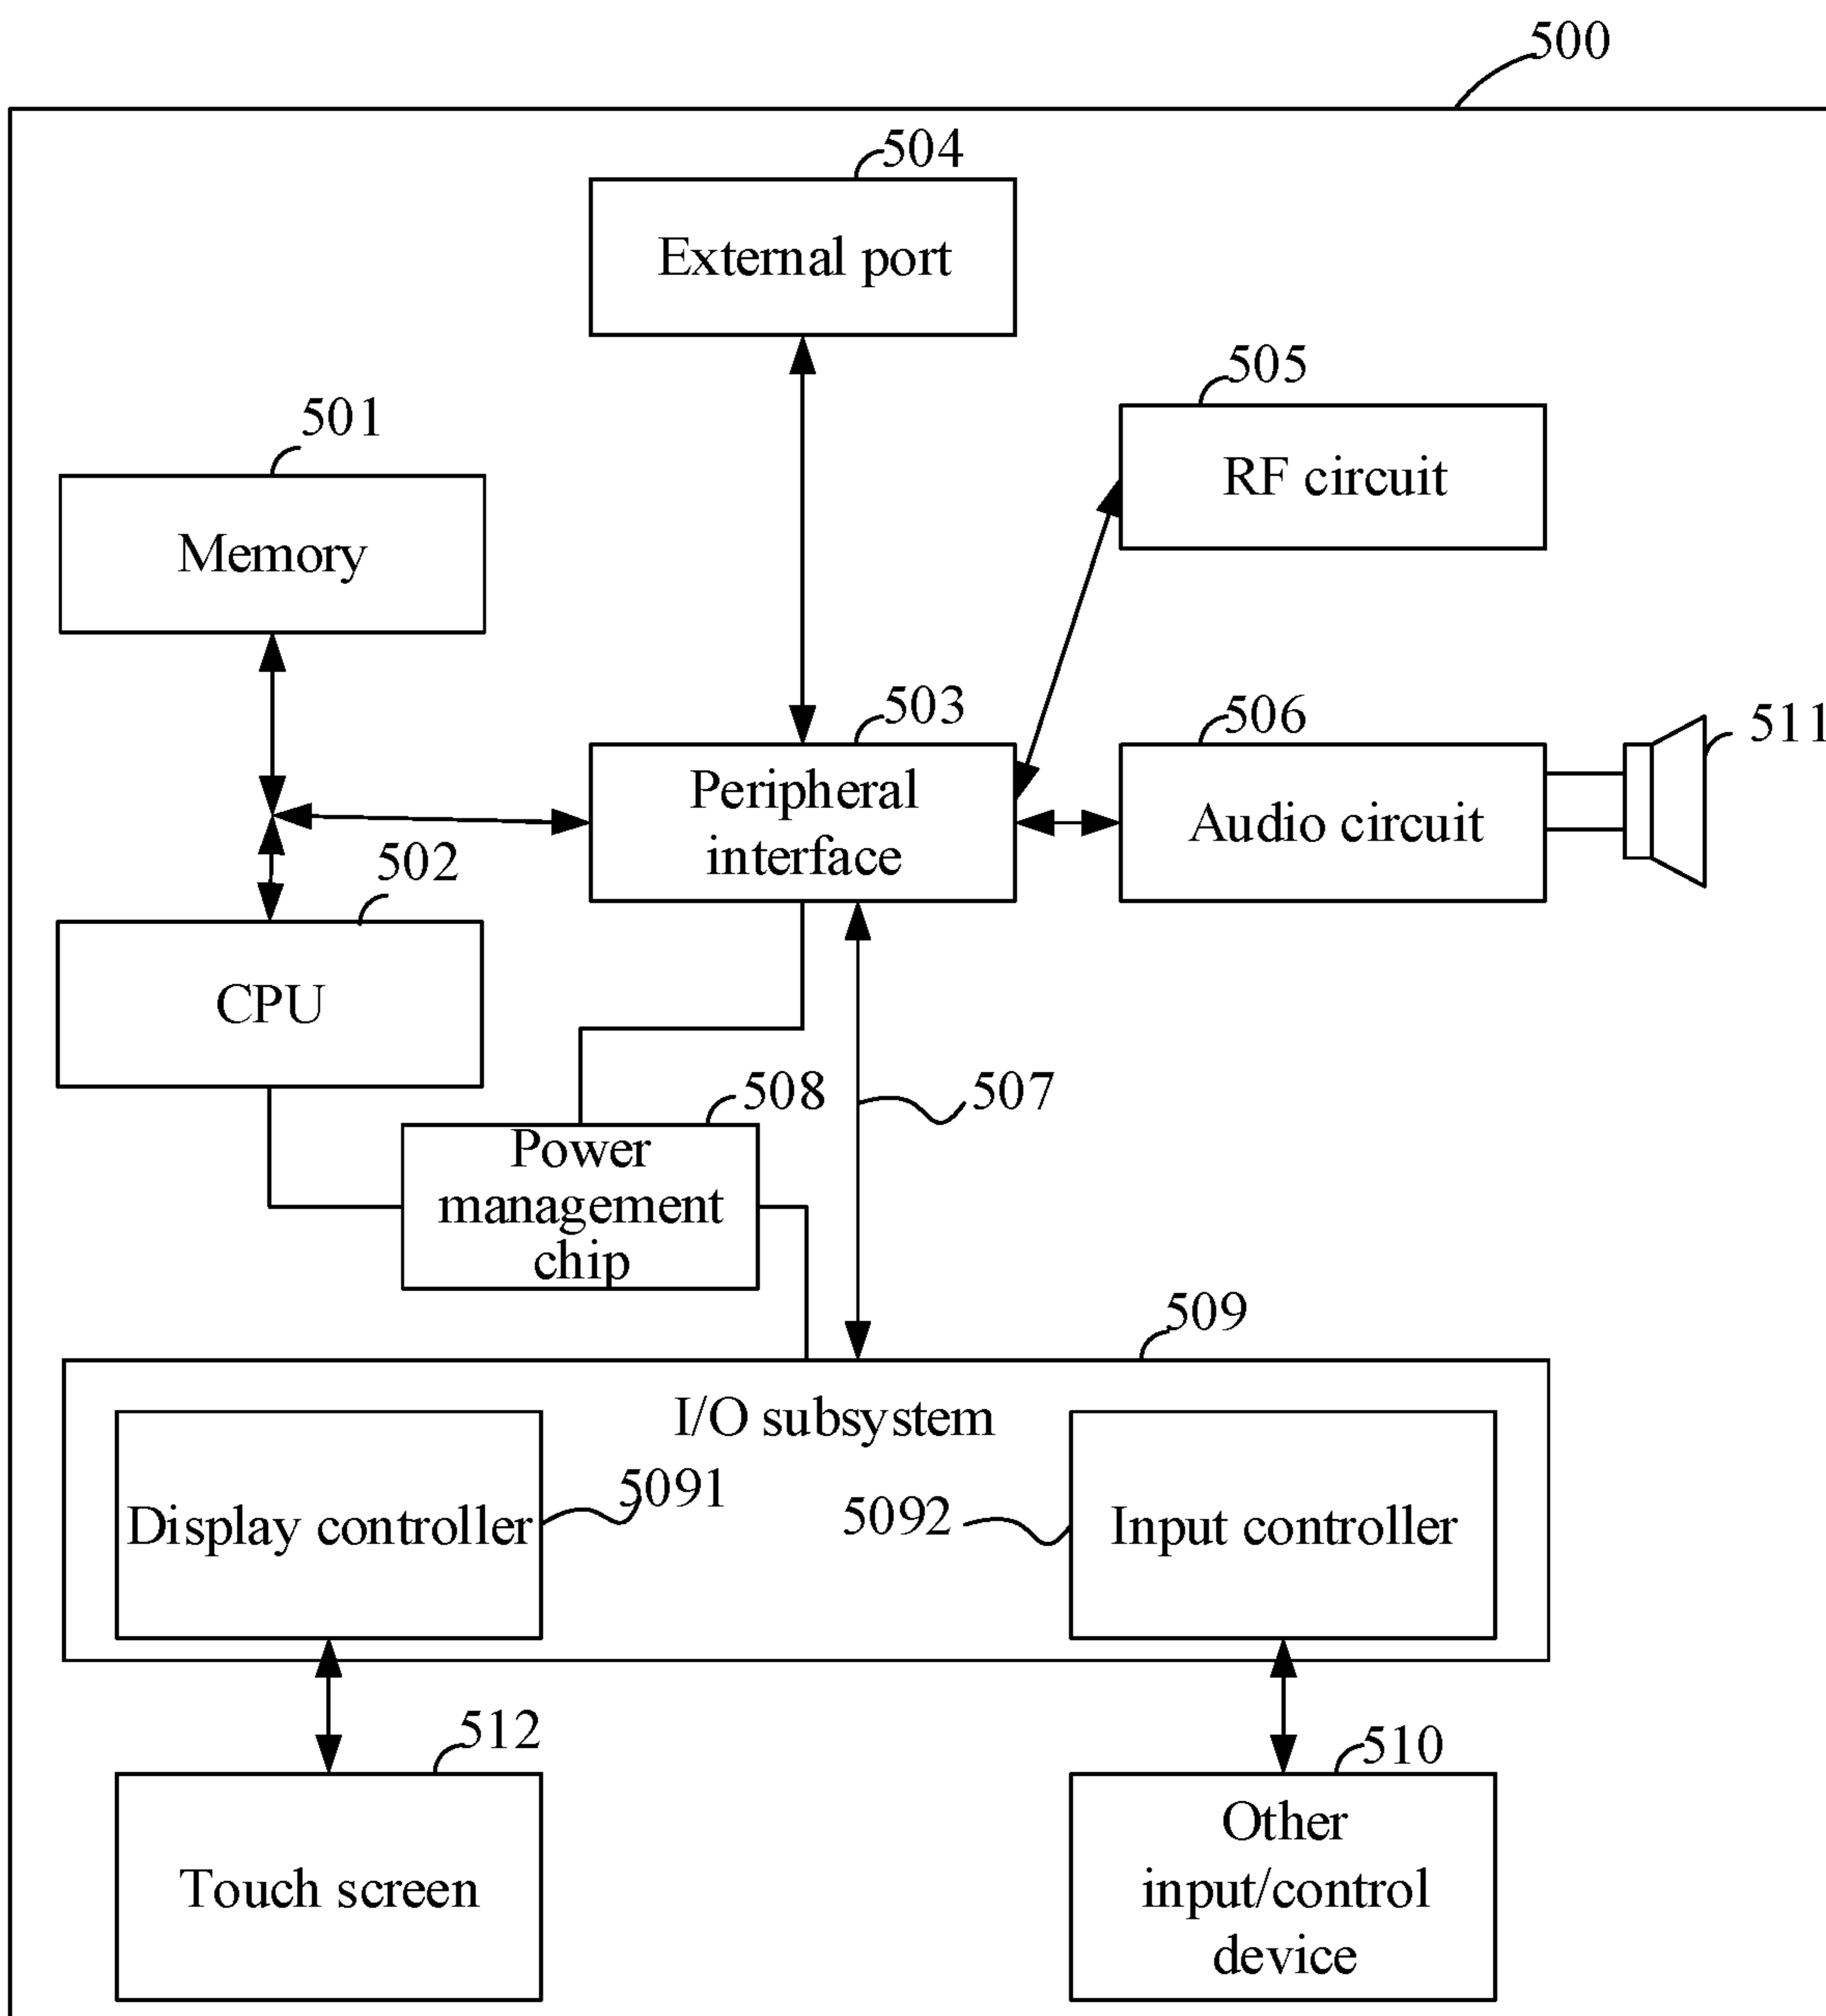 500
504
External port
505
RF circuit
501
Memory
503
Peripheral
interface
506
Audio circuit
511
502
CPU
508
Power
management
chip
507
509
I/O subsystem
5091
Display controller
5092
Input controller
512
Touch screen
510
Other
input/control
device